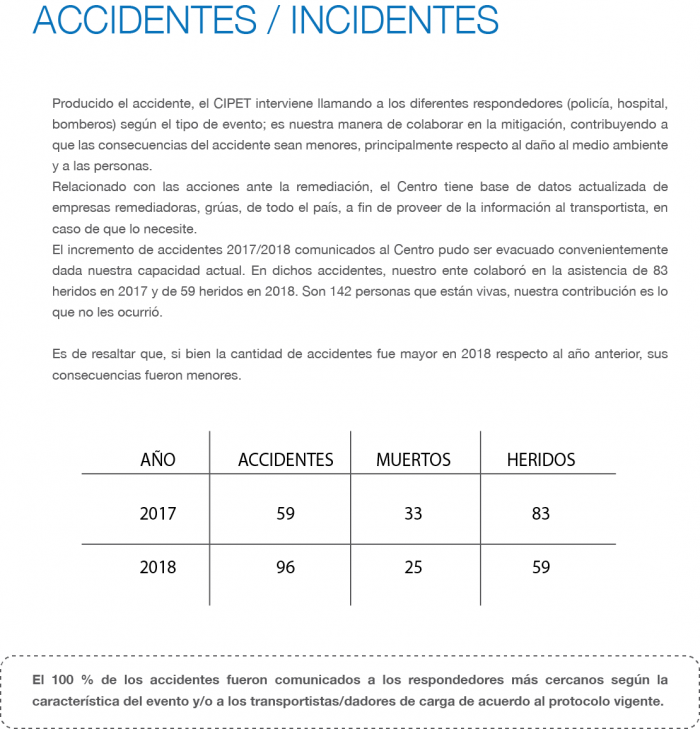 ACCIDENTES / INCIDENTES
Producido el accidente, el CIPET interviene llamando a los diferentes respondedores (policía, hospital,
bomberos) según el tipo de evento; es nuestra manera de colaborar en la mitigación, contribuyendo a
que las consecuencias del accidente sean menores, principalmente respecto al daño al medio ambiente
y a las personas.
Relacionado con las acciones ante la remediación, el Centro tiene base de datos actualizada de
empresas remediadoras, grúas, de todo el país, a fin de proveer de la información al transportista, en
caso de que lo necesite.
El incremento de accidentes 2017/2018 comunicados al Centro pudo ser evacuado convenientemente
dada nuestra capacidad actual. En dichos accidentes, nuestro ente colaboró en la asistencia de 83
heridos en 2017 y de 59 heridos en 2018. Son 142 personas que están vivas, nuestra contribución es lo
que no les ocurrió.
Es de resaltar que, si bien la cantidad de accidentes fue mayor en 2018 respecto al año anterior, sus
consecuencias fueron menores.
AÑO ACCIDENTES MUERTOS HERIDOS
2017 59 33 83
2018 96 25 59
El 100 % de los accidentes fueron comunicados a los respondedores más cercanos según la
característica del evento y/o a los transportistas/dadores de carga de acuerdo al protocolo vigente.